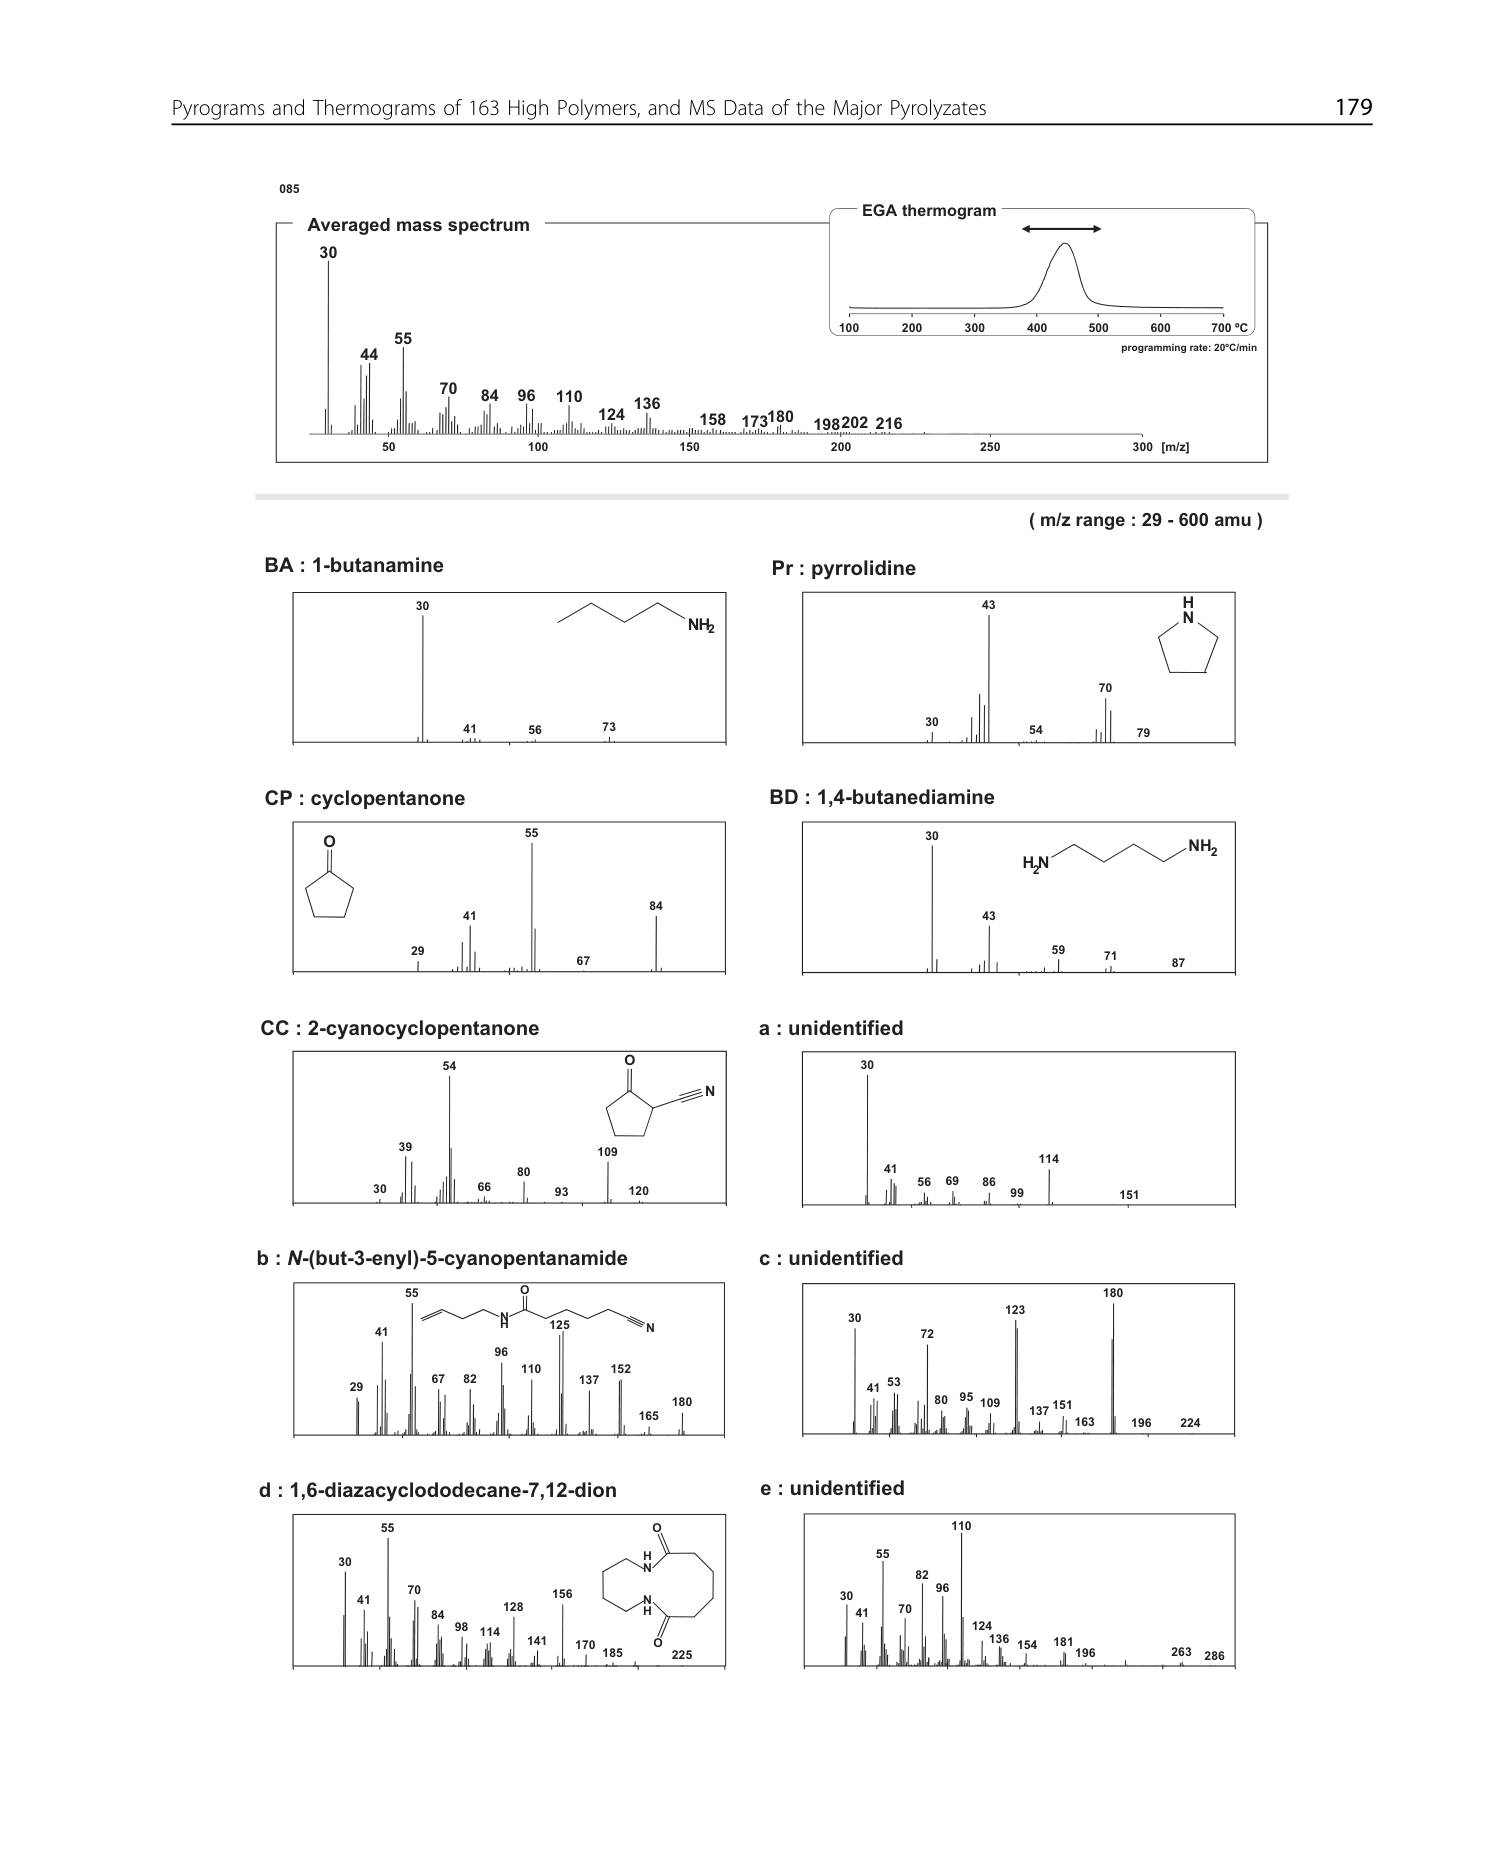 Pyrograms and Thermograms of 163 High Polymers, and MS Data of the Major Pyrolyzates 179
085
Averaged mass spectrum
EGA thermogram
100 200 300 400 500 600 700 ºC
programming rate: 20ºC/min
30
44
55
70
84
96
110
124
136
158
173
180
198
202
216
50 100 150 200 250 300 [m/z]
( m/z range : 29 - 600 amu )
BA : 1-butanamine
30
41
56
73
NH2
Pr : pyrrolidine
43
30
54
70
79
H
N
CP : cyclopentanone
O
29
41
55
67
84
BD : 1,4-butanediamine
30
43
59
71
87
H2N
NH2
CC : 2-cyanocyclopentanone
30
39
54
66
80
93
109
120
O
N
a : unidentified
30
41
56
69
86
99
114
151
b : N-(but-3-enyl)-5-cyanopentanamide
29
41
55
67
82
96
110
125
137
152
165
180
O
N
H
N
c : unidentified
30
41
53
72
80
95
109
123
137
151
163
180
196
224
d : 1,6-diazacyclododecane-7,12-dion
30
41
55
70
84
98
114
128
141
156
170
185
225
O
H
N
N
H
O
e : unidentified
30
41
55
70
82
96
110
124
136
154
181
196
263
286